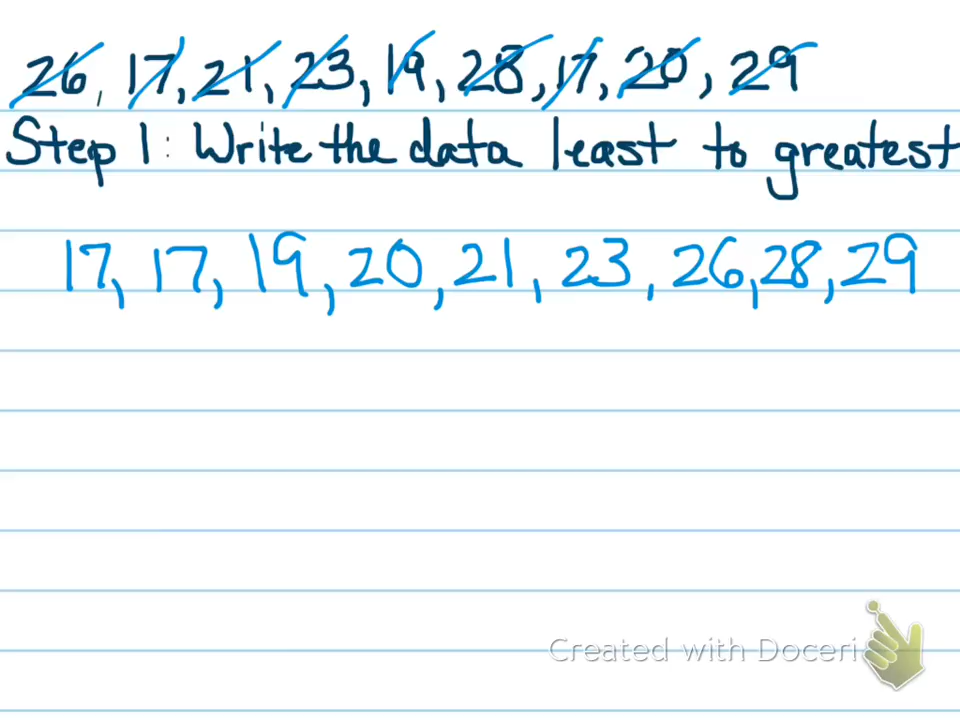 26, 17, 21, 23, 19, 28, 17, 20, 29
Step 1: Write the data least to greatest
17, 17, 19, 20, 21, 23, 26, 28, 29
Created with Doceri